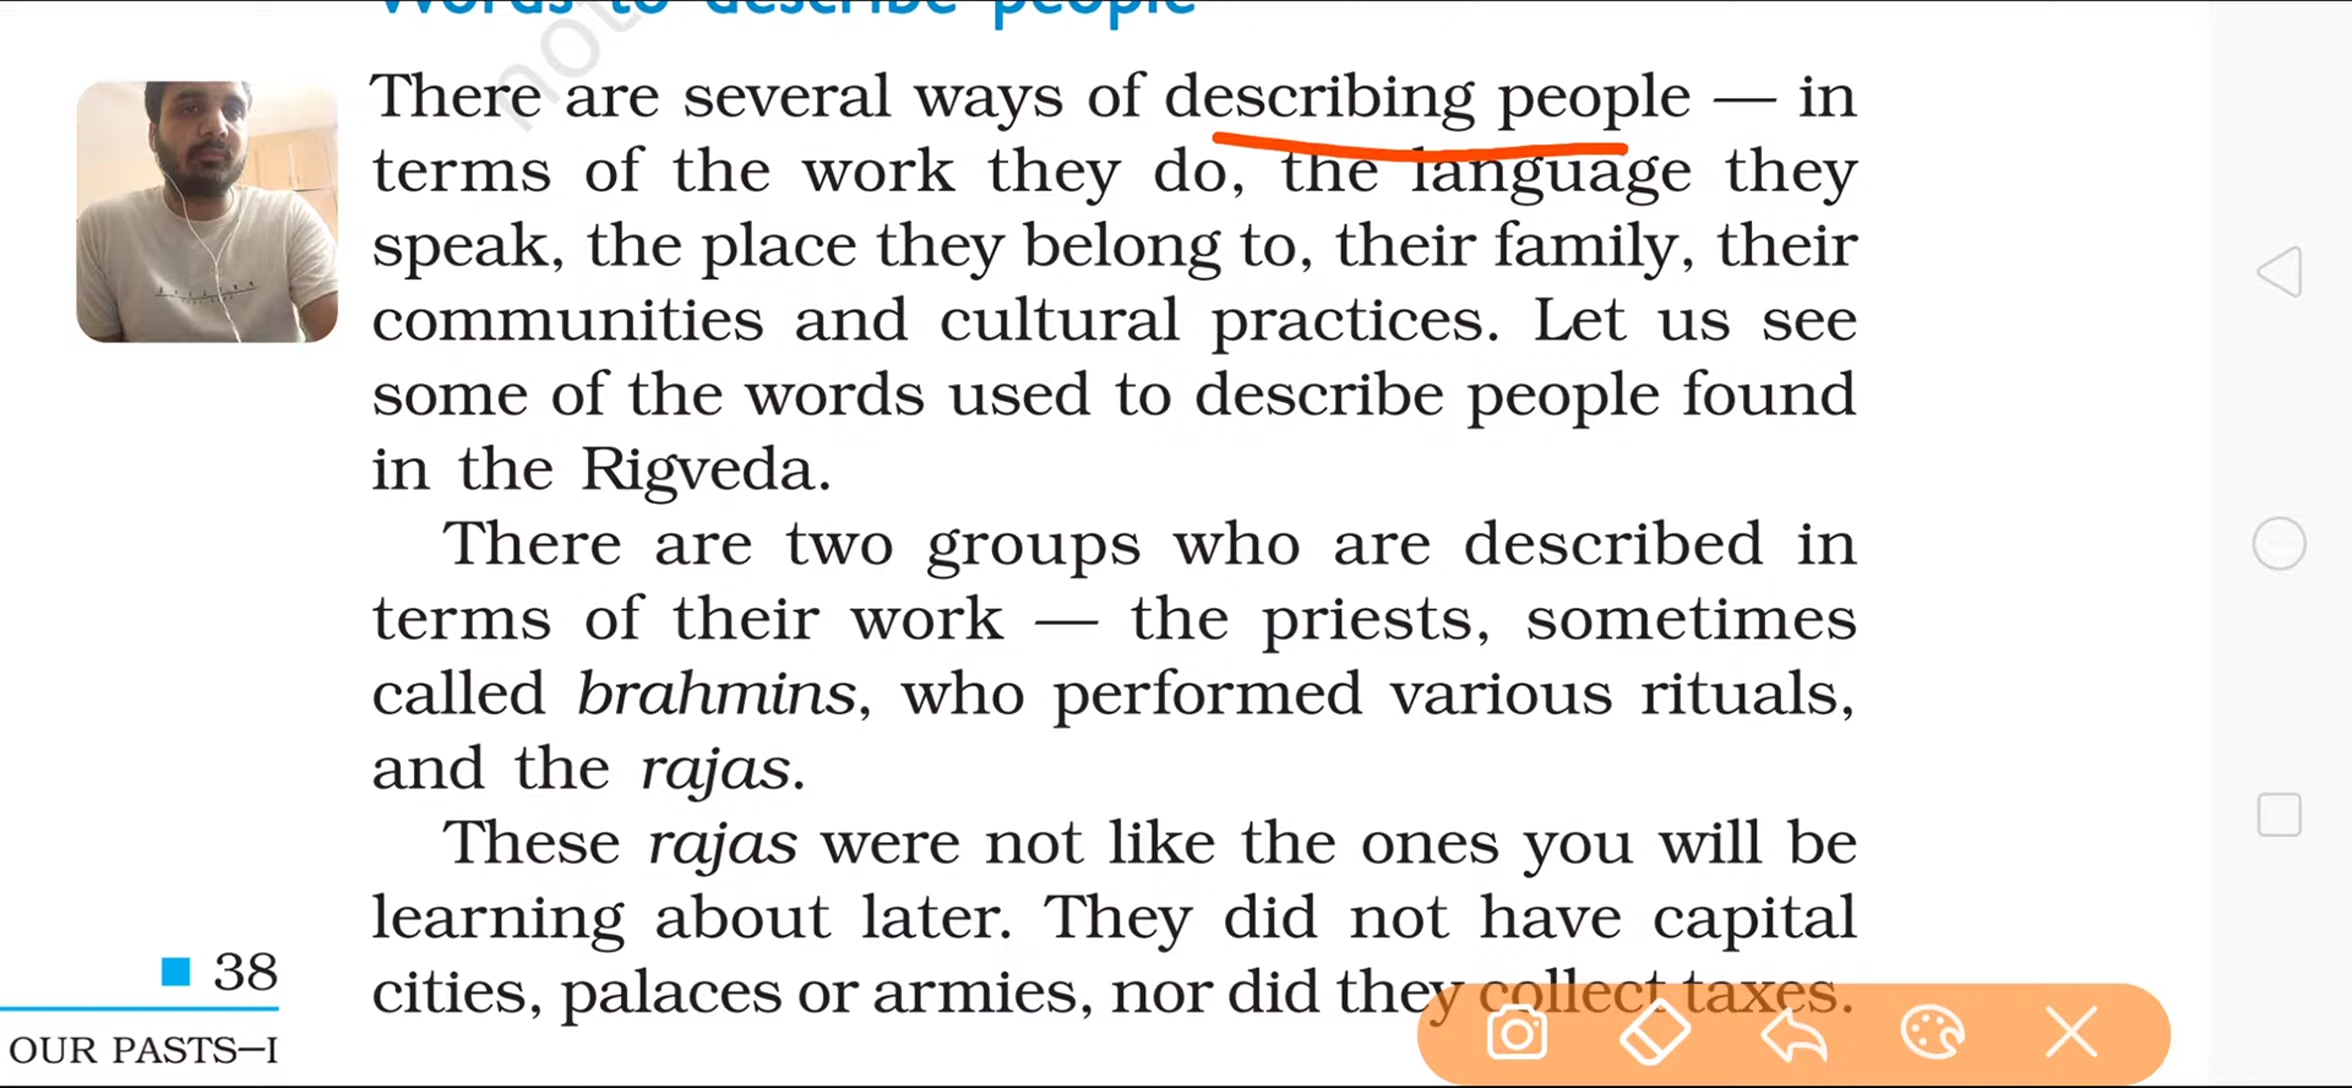 Words to describe people
not
There are several ways of describing people — in
terms of the work they do, the language they
speak, the place they belong to, their family, their
communities and cultural practices. Let us see
some of the words used to describe people found
in the Rigveda.
There are two groups who are described in
terms of their work — the priests, sometimes
called brahmins, who performed various rituals,
and the rajas.
These rajas were not like the ones you will be
learning about later. They did not have capital
cities, palaces or armies, nor did they collect taxes.
■ 38
OUR PASTS—I